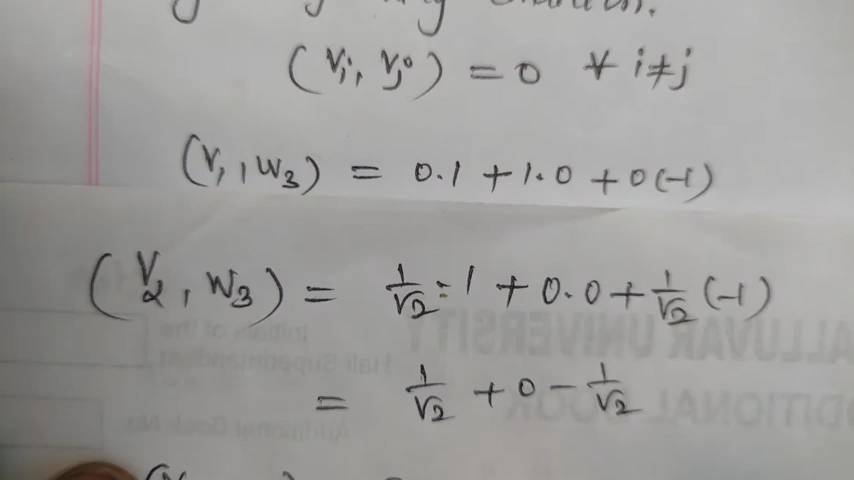 (v_i, v_j) = 0 ∀ i≠j
(v_1, w_3) = 0.1 + 1.0 + 0(-1)
(v_2, w_3) = 1/√2 . 1 + 0.0 + 1/√2 (-1)
= 1/√2 + 0 - 1/√2